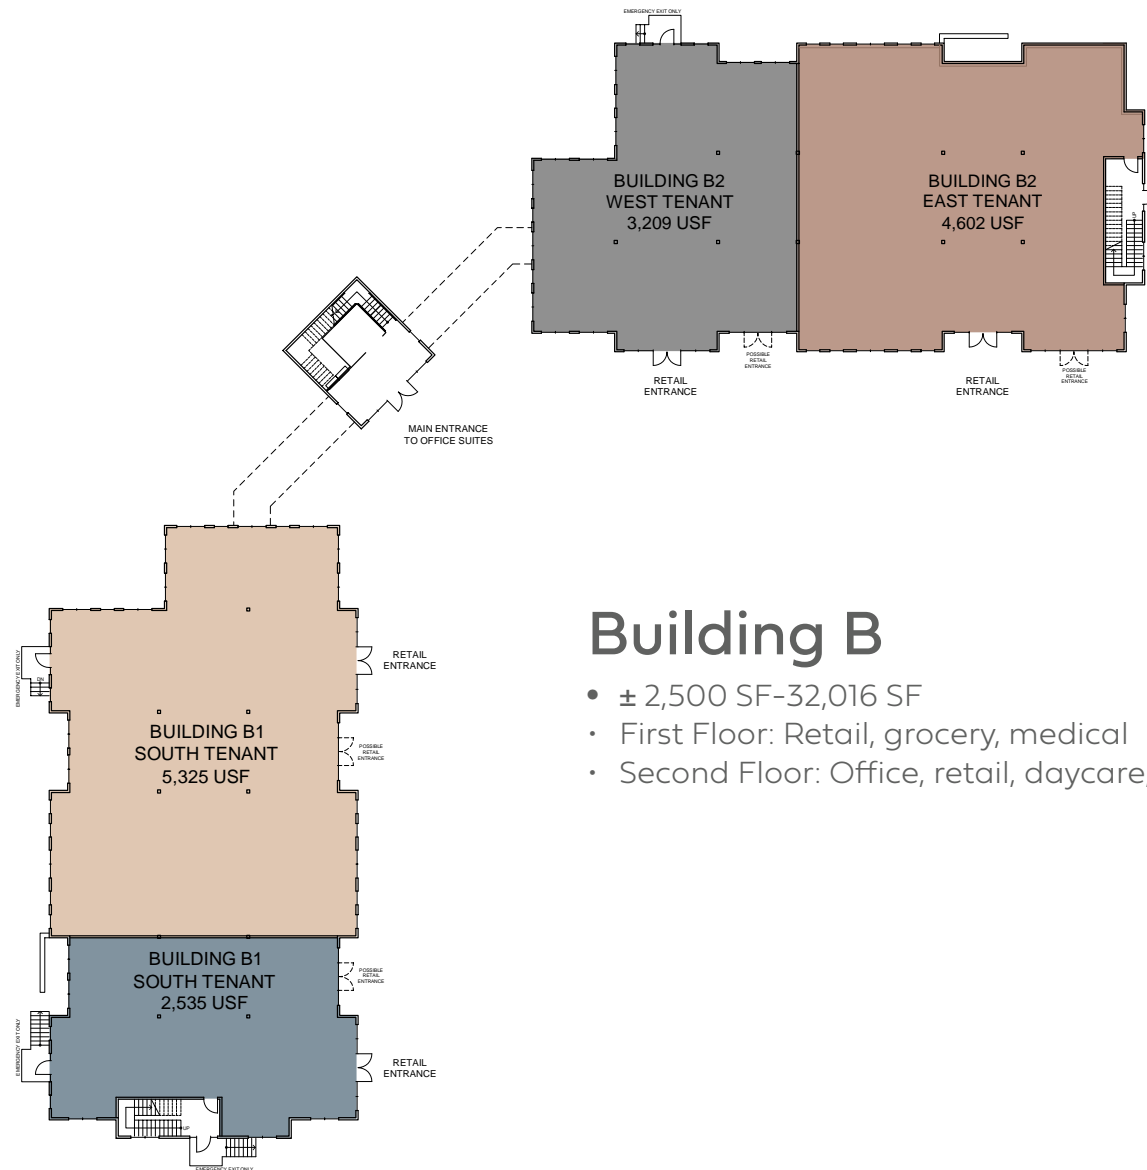 EMERGENCY EXIT ONLY
BUILDING B2
WEST TENANT
3,209 USF
BUILDING B2
EAST TENANT
4,602 USF
UP
POSSIBLE
RETAIL
ENTRANCE
RETAIL
ENTRANCE
RETAIL
ENTRANCE
POSSIBLE
RETAIL
ENTRANCE
MAIN ENTRANCE
TO OFFICE SUITES
EMERGENCY EXIT ONLY
DN
RETAIL
ENTRANCE
BUILDING B1
SOUTH TENANT
5,325 USF
POSSIBLE
RETAIL
ENTRANCE
Building B
• ± 2,500 SF-32,016 SF
• First Floor: Retail, grocery, medical
• Second Floor: Office, retail, daycare,
BUILDING B1
SOUTH TENANT
2,535 USF
POSSIBLE
RETAIL
ENTRANCE
EMERGENCY EXIT ONLY
RETAIL
ENTRANCE
UP
EMERGENCY EXIT ONLY